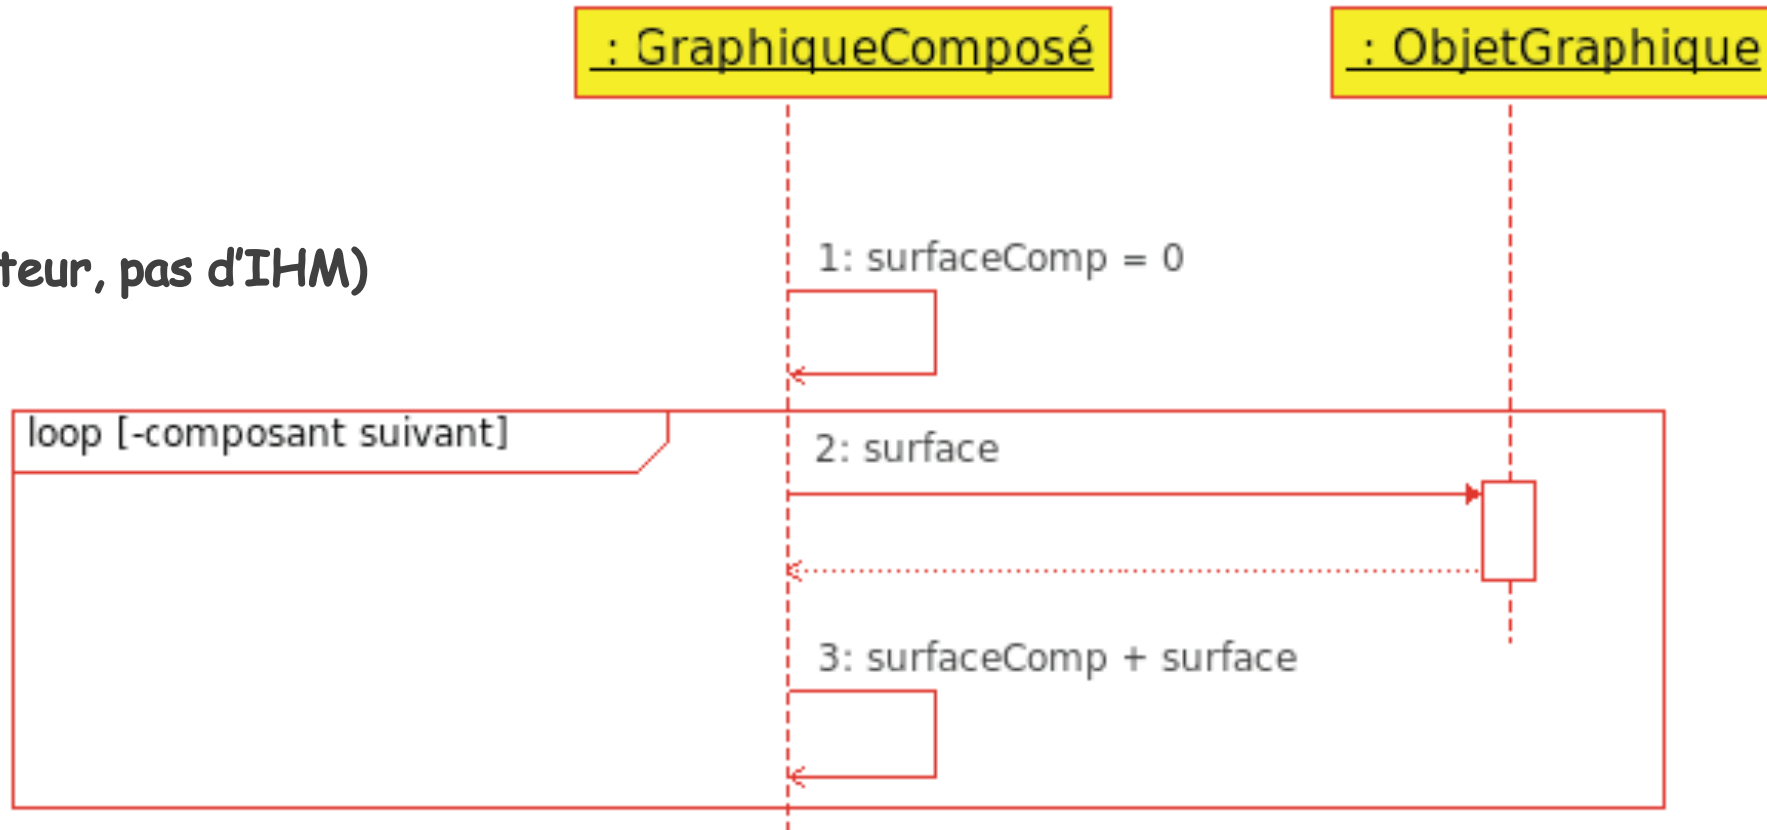 : GraphiqueComposé
: ObjetGraphique
1: surfaceComp = 0
teur, pas d'IHM)
loop [-composant suivant]
2: surface
3: surfaceComp + surface